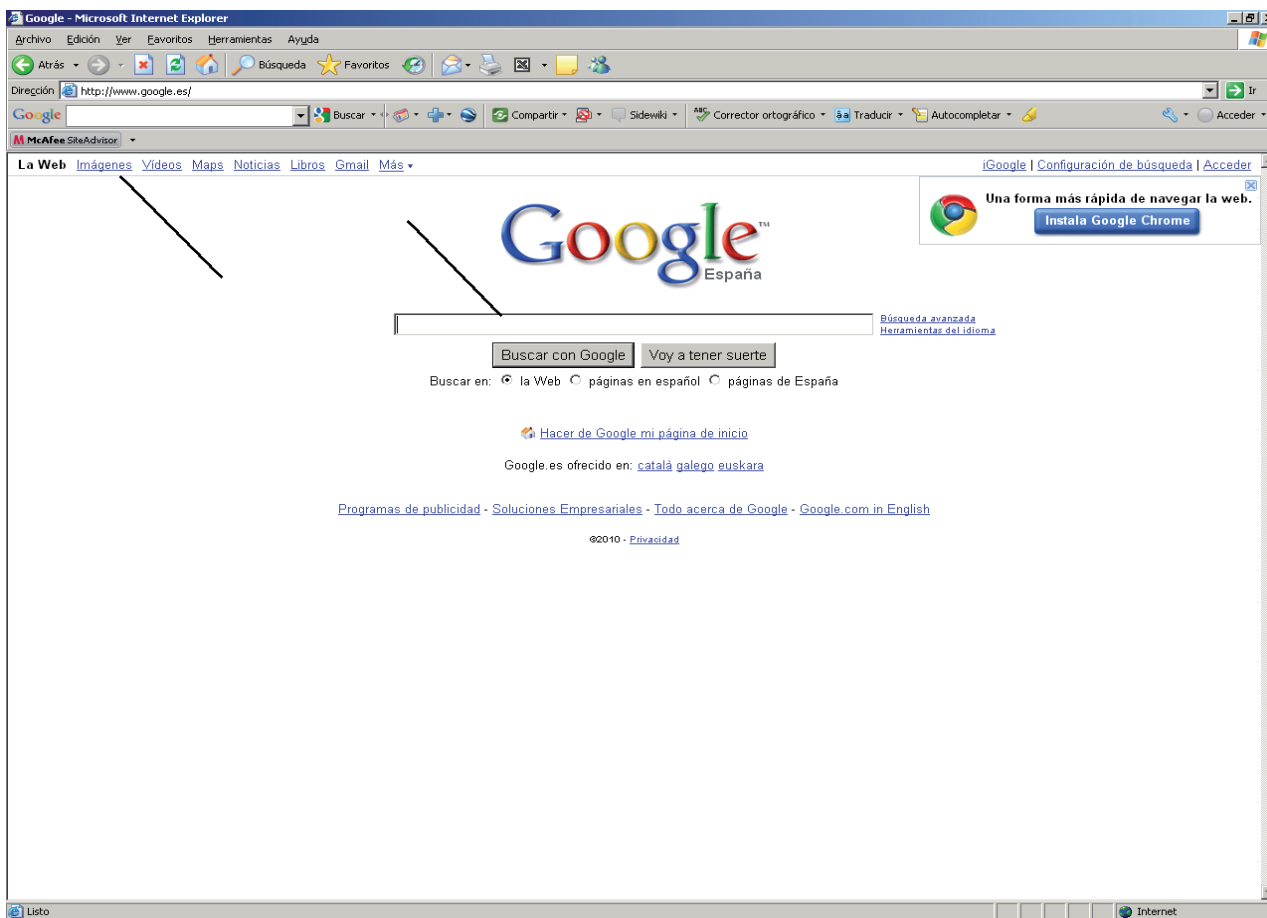 Google - Microsoft Internet Explorer
Archivo Edición Ver Favoritos Herramientas Ayuda
Atrás Búsqueda Favoritos
Dirección http://www.google.es/ Ir
Google Buscar Compartir Sidewiki Corrector ortográfico Traducir Autocompletar Acceder
McAfee SiteAdvisor
La Web Imágenes Vídeos Maps Noticias Libros Gmail Más iGoogle | Configuración de búsqueda | Acceder
Una forma más rápida de navegar la web.
Instala Google Chrome
Google™
España
Búsqueda avanzada
Herramientas del idioma
Buscar con Google Voy a tener suerte
Buscar en: la Web páginas en español páginas de España
Hacer de Google mi página de inicio
Google.es ofrecido en: català galego euskara
Programas de publicidad - Soluciones Empresariales - Todo acerca de Google - Google.com in English
©2010 - Privacidad
Listo Internet